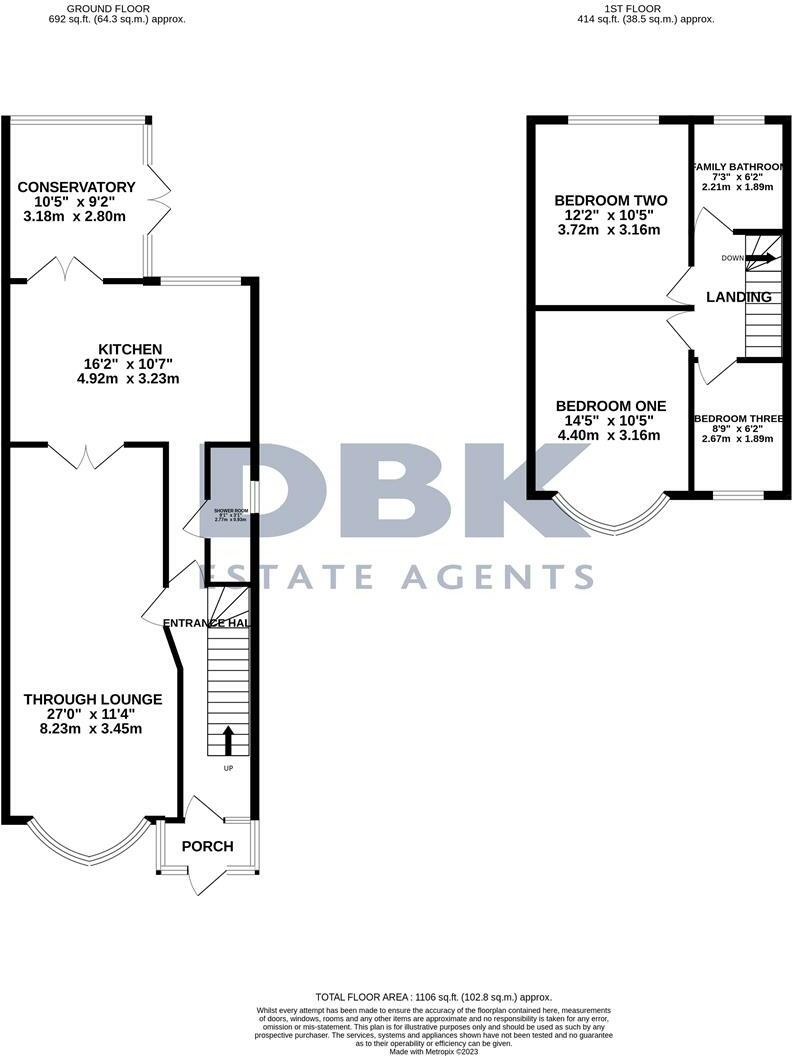 GROUND FLOOR
692 sq.ft. (64.3 sq.m.) approx.
1ST FLOOR
414 sq.ft. (38.5 sq.m.) approx.
CONSERVATORY
10'5" x 9'2"
3.18m x 2.80m
KITCHEN
16'2" x 10'7"
4.92m x 3.23m
SHOWER ROOM
9'1" x 3'1"
2.77m x 0.93m
ENTRANCE HAL
THROUGH LOUNGE
27'0" x 11'4"
8.23m x 3.45m
UP
PORCH
BEDROOM TWO
12'2" x 10'5"
3.72m x 3.16m
FAMILY BATHROOM
7'3" x 6'2"
2.21m x 1.89m
DOWN
LANDING
BEDROOM ONE
14'5" x 10'5"
4.40m x 3.16m
BEDROOM THREE
8'9" x 6'2"
2.67m x 1.89m
DBK
ESTATE AGENTS
TOTAL FLOOR AREA : 1106 sq.ft. (102.8 sq.m.) approx.
Whilst every attempt has been made to ensure the accuracy of the floorplan contained here, measurements
of doors, windows, rooms and any other items are approximate and no responsibility is taken for any error,
omission or mis-statement. This plan is for illustrative purposes only and should be used as such by any
prospective purchaser. The services, systems and appliances shown have not been tested and no guarantee
as to their operability or efficiency can be given.
Made with Metropix ©2023